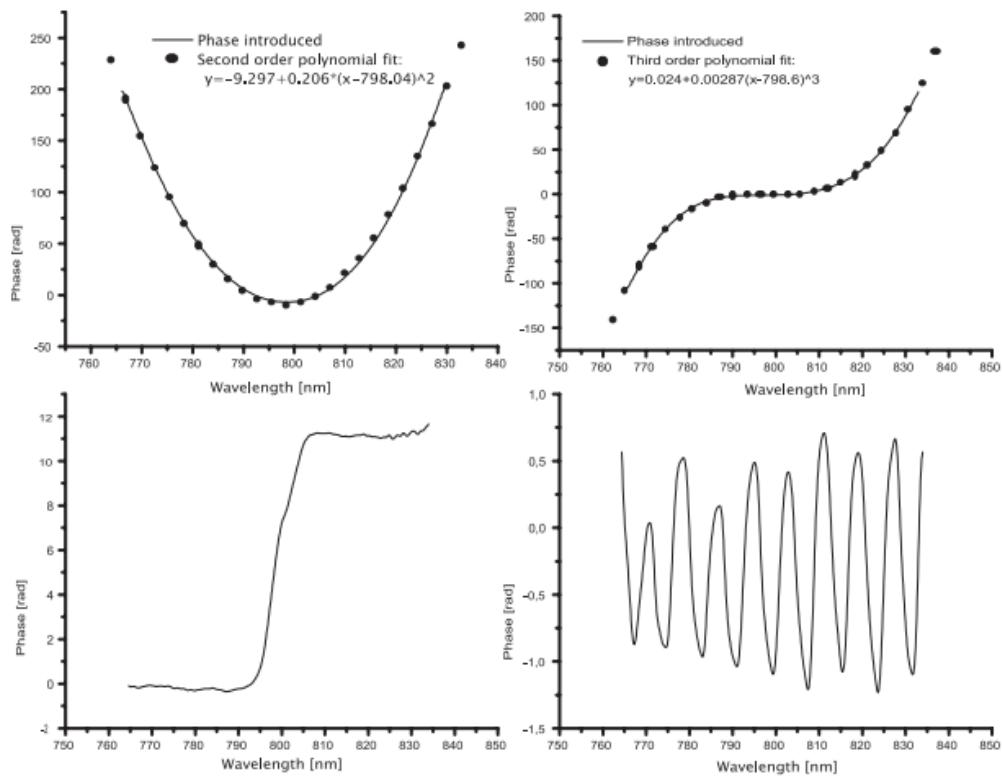 250
200
150
100
50
0
-50
Phase [rad]
Phase introduced
Second order polynomial fit:
y=-9.297+0.206*(x-798.04)^2
760 770 780 790 800 810 820 830 840
Wavelength [nm]
200
150
100
50
0
-50
-100
-150
Phase [rad]
Phase introduced
Third order polynomial fit:
y=0.024+0.00287(x-798.6)^3
750 760 770 780 790 800 810 820 830 840 850
Wavelength [nm]
12
10
8
6
4
2
0
-2
Phase [rad]
750 760 770 780 790 800 810 820 830 840 850
Wavelength [nm]
1,0
0,5
0,0
-0,5
-1,0
-1,5
Phase [rad]
750 760 770 780 790 800 810 820 830 840 850
Wavelength [nm]